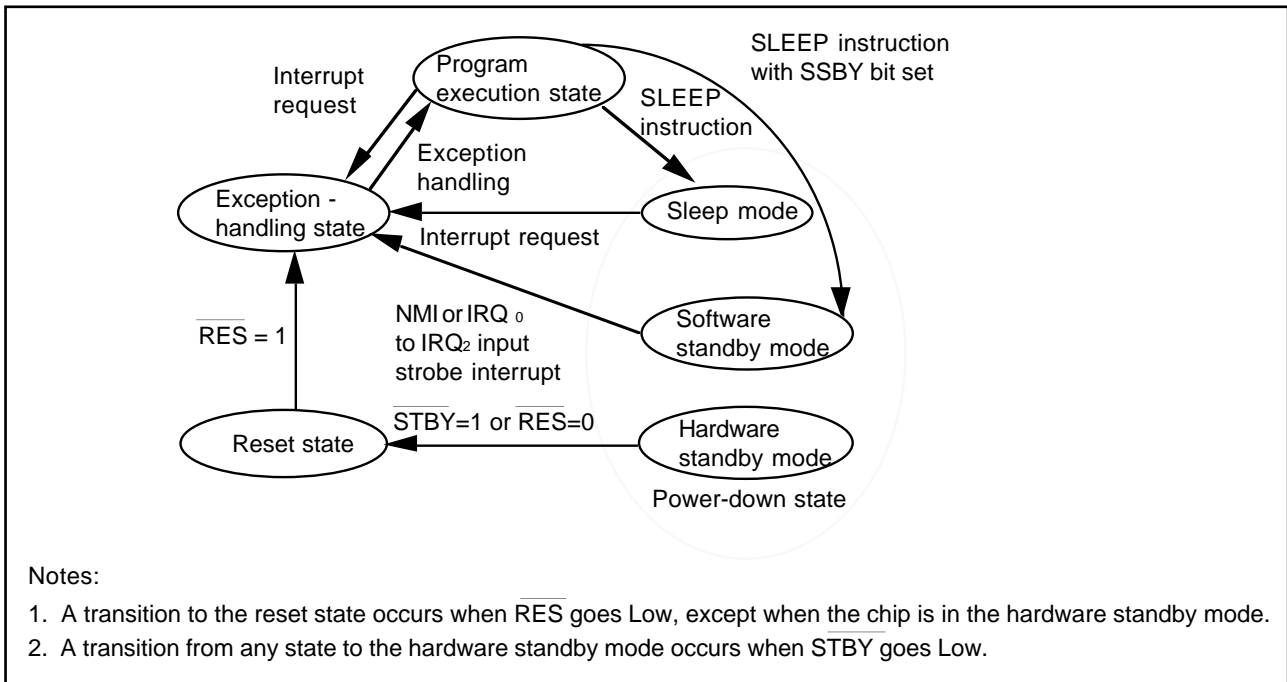 SLEEP instruction
with SSBY bit set
Program
execution state
Interrupt
request
SLEEP
instruction
Exception
handling
Exception -
handling state
Sleep mode
Interrupt request
NMI or IRQ 0
to IRQ2 input
strobe interrupt
Software
standby mode
RES = 1
STBY=1 or RES=0
Reset state
Hardware
standby mode
Power-down state
Notes:
1. A transition to the reset state occurs when RES goes Low, except when the chip is in the hardware standby mode.
2. A transition from any state to the hardware standby mode occurs when STBY goes Low.